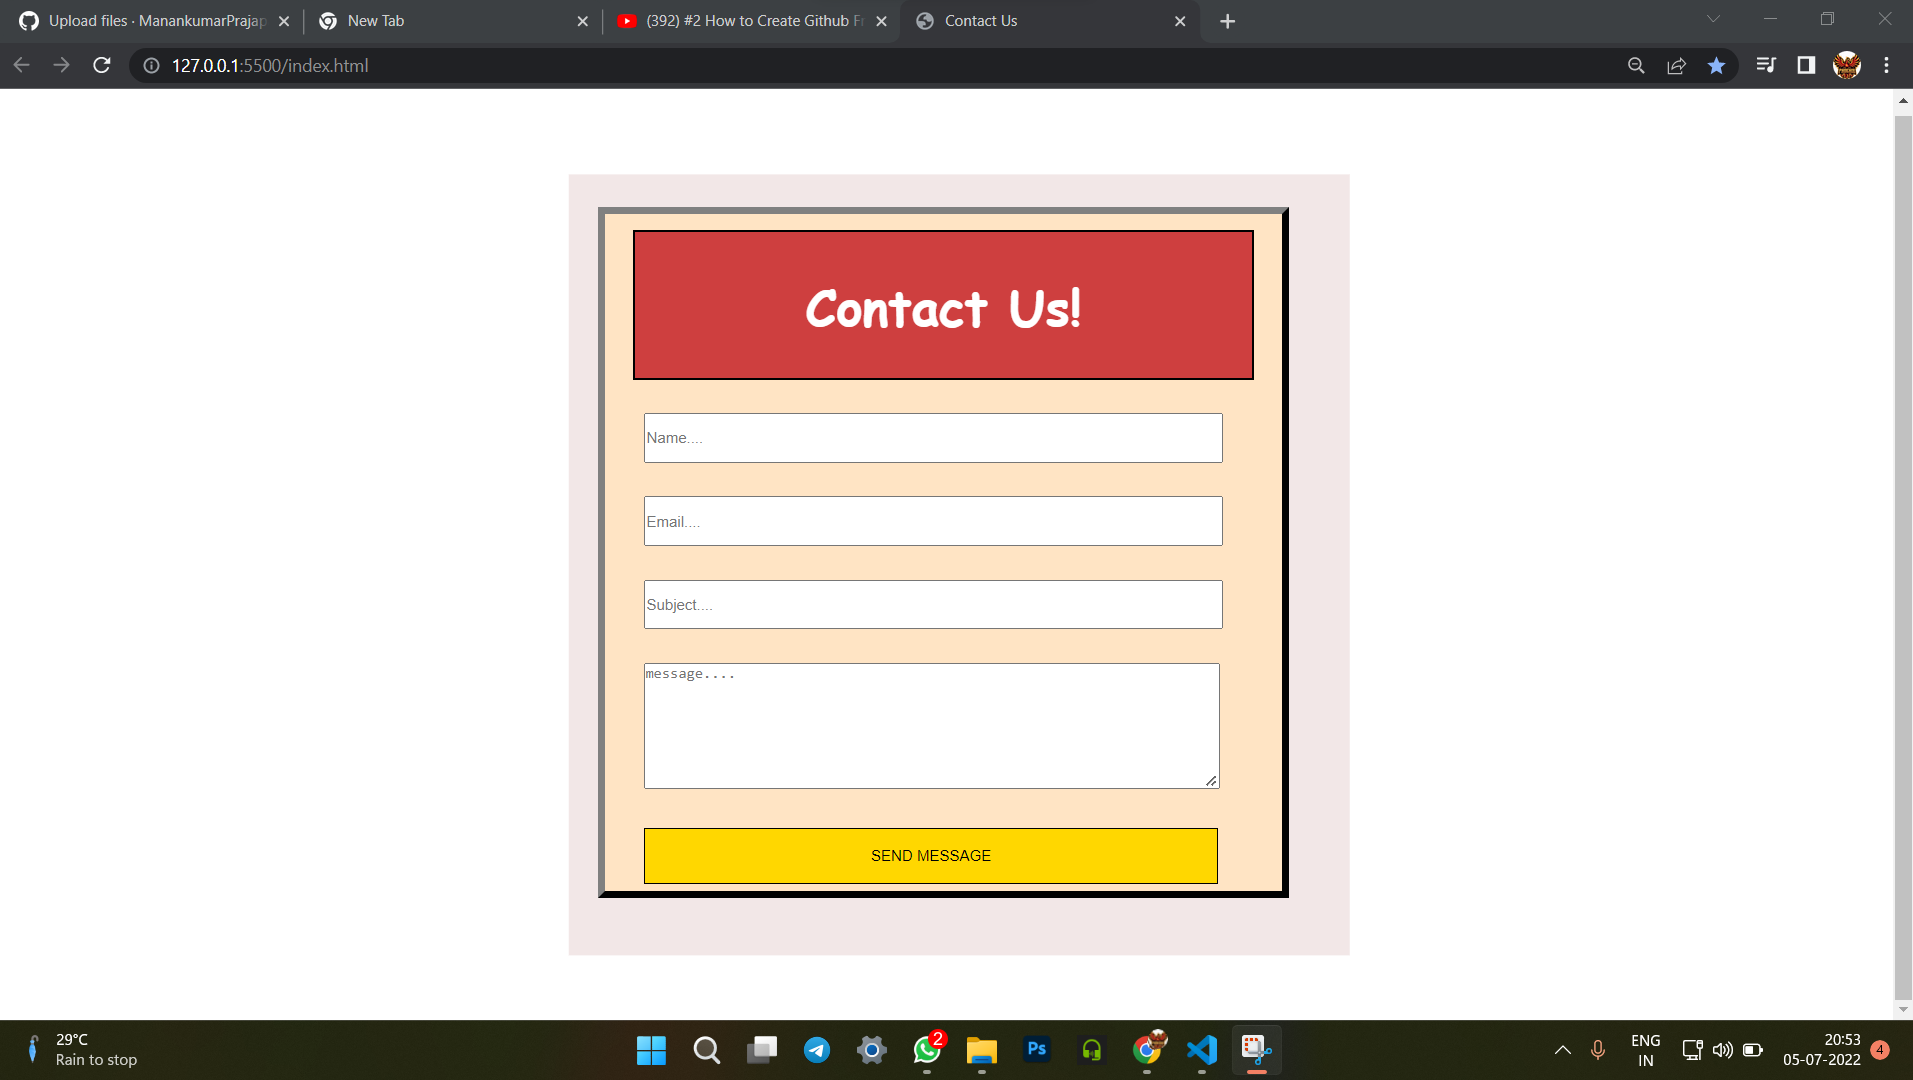 Upload files · ManankumarPrajap
New Tab
(392) #2 How to Create Github Fr
Contact Us
127.0.0.1:5500/index.html
Contact Us!
Name....
Email....
Subject....
message....
SEND MESSAGE
29°C
Rain to stop
2
Ps
ENG
IN
20:53
05-07-2022
4